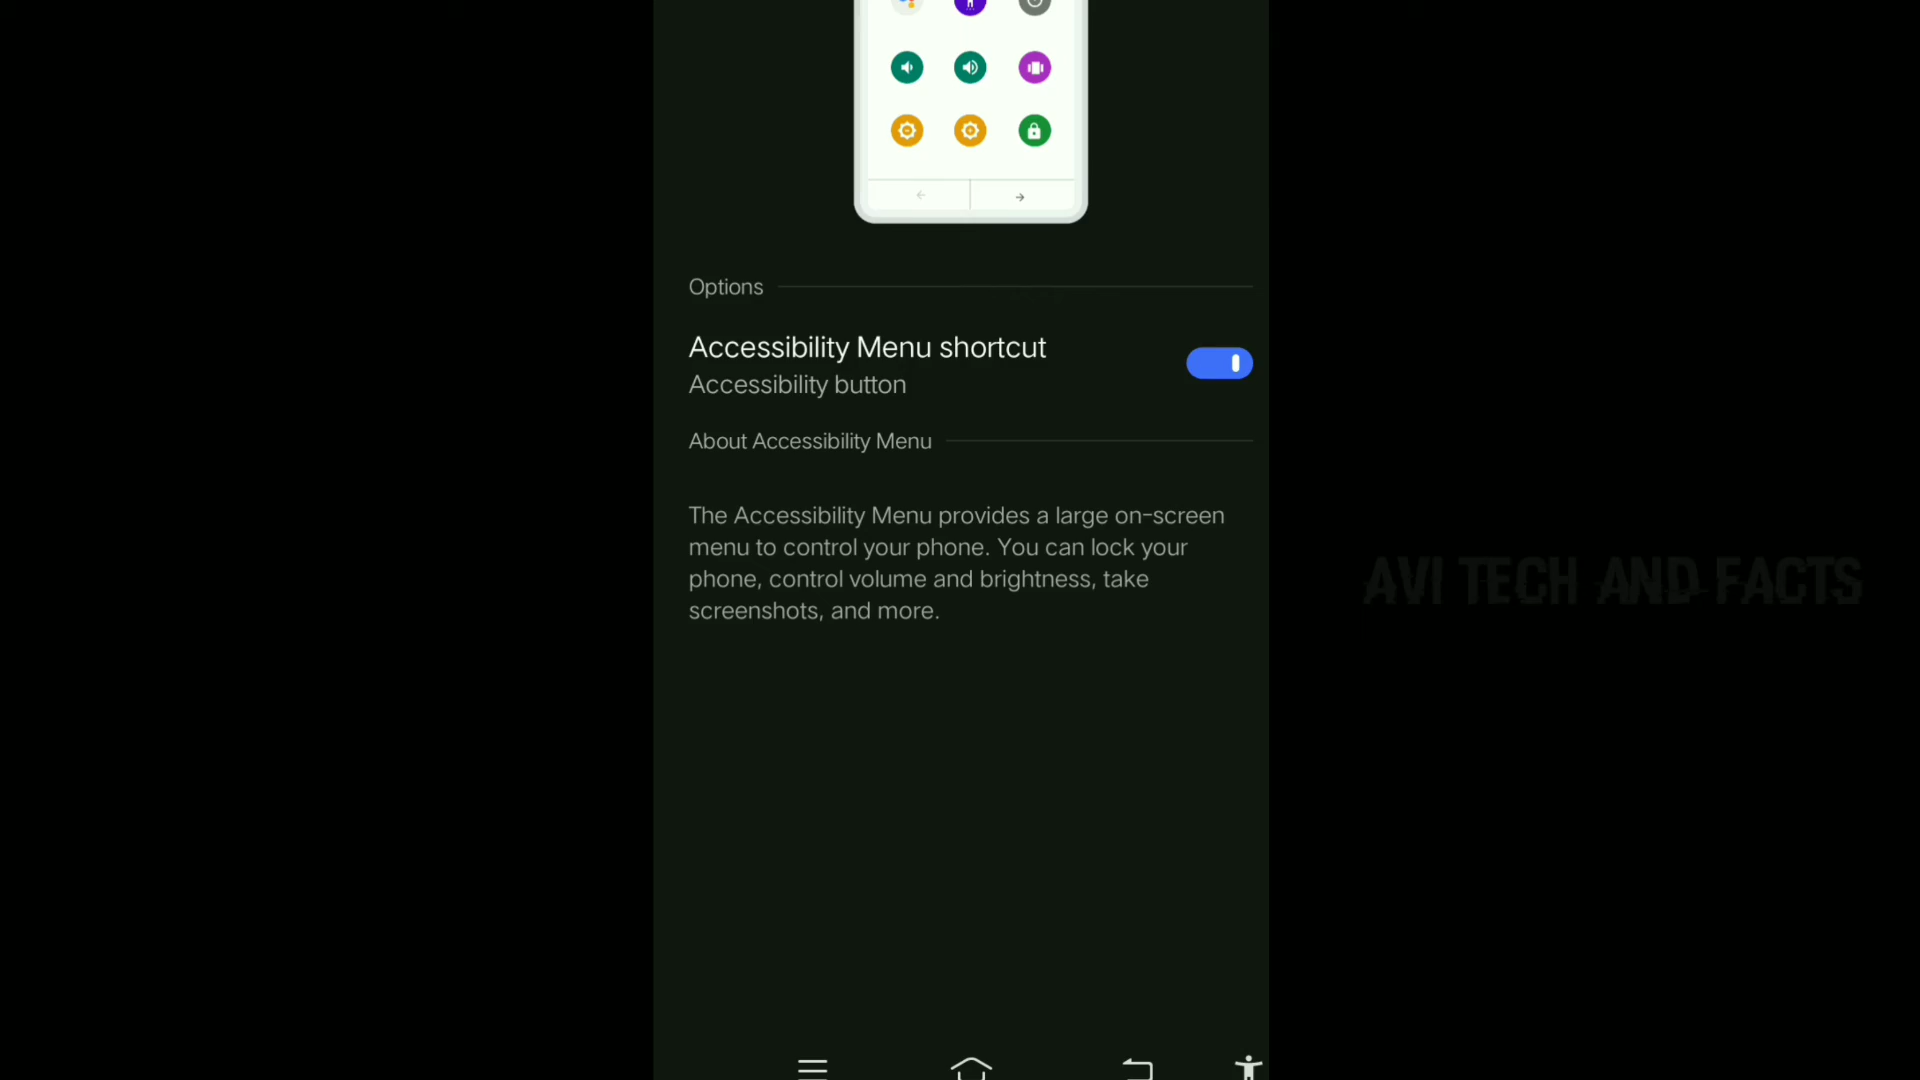 Options
Accessibility Menu shortcut
Accessibility button
About Accessibility Menu
The Accessibility Menu provides a large on-screen
menu to control your phone. You can lock your
phone, control volume and brightness, take
screenshots, and more.
AVI TECH AND FACTS